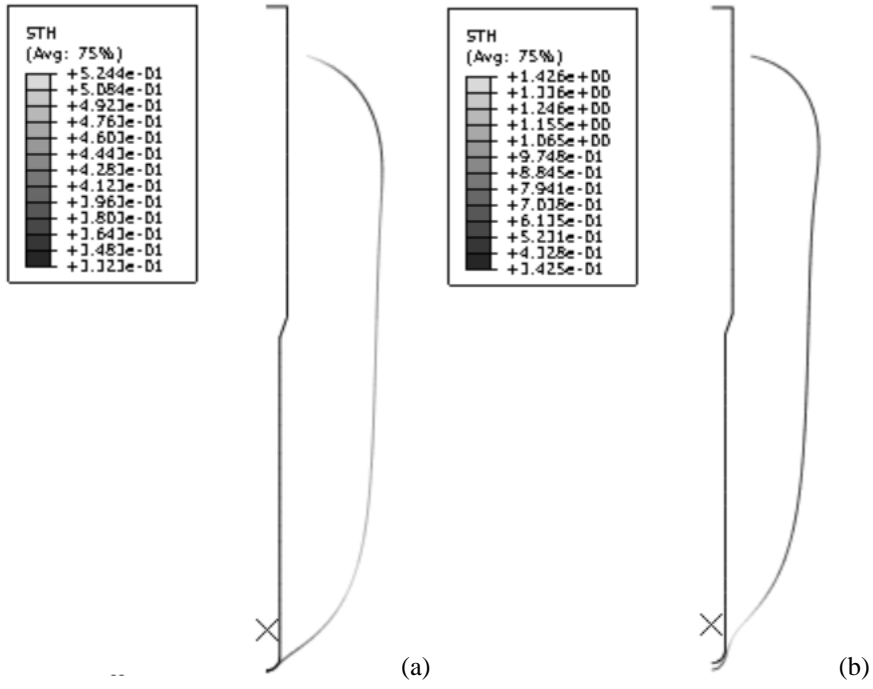 STH
(Avg: 75%)
+5.244e-01
+5.084e-01
+4.923e-01
+4.763e-01
+4.603e-01
+4.443e-01
+4.283e-01
+4.123e-01
+3.963e-01
+3.803e-01
+3.643e-01
+3.483e-01
+3.323e-01
(a)
STH
(Avg: 75%)
+1.426e+00
+1.336e+00
+1.246e+00
+1.155e+00
+1.065e+00
+9.748e-01
+8.845e-01
+7.941e-01
+7.038e-01
+6.135e-01
+5.231e-01
+4.328e-01
+3.425e-01
(b)